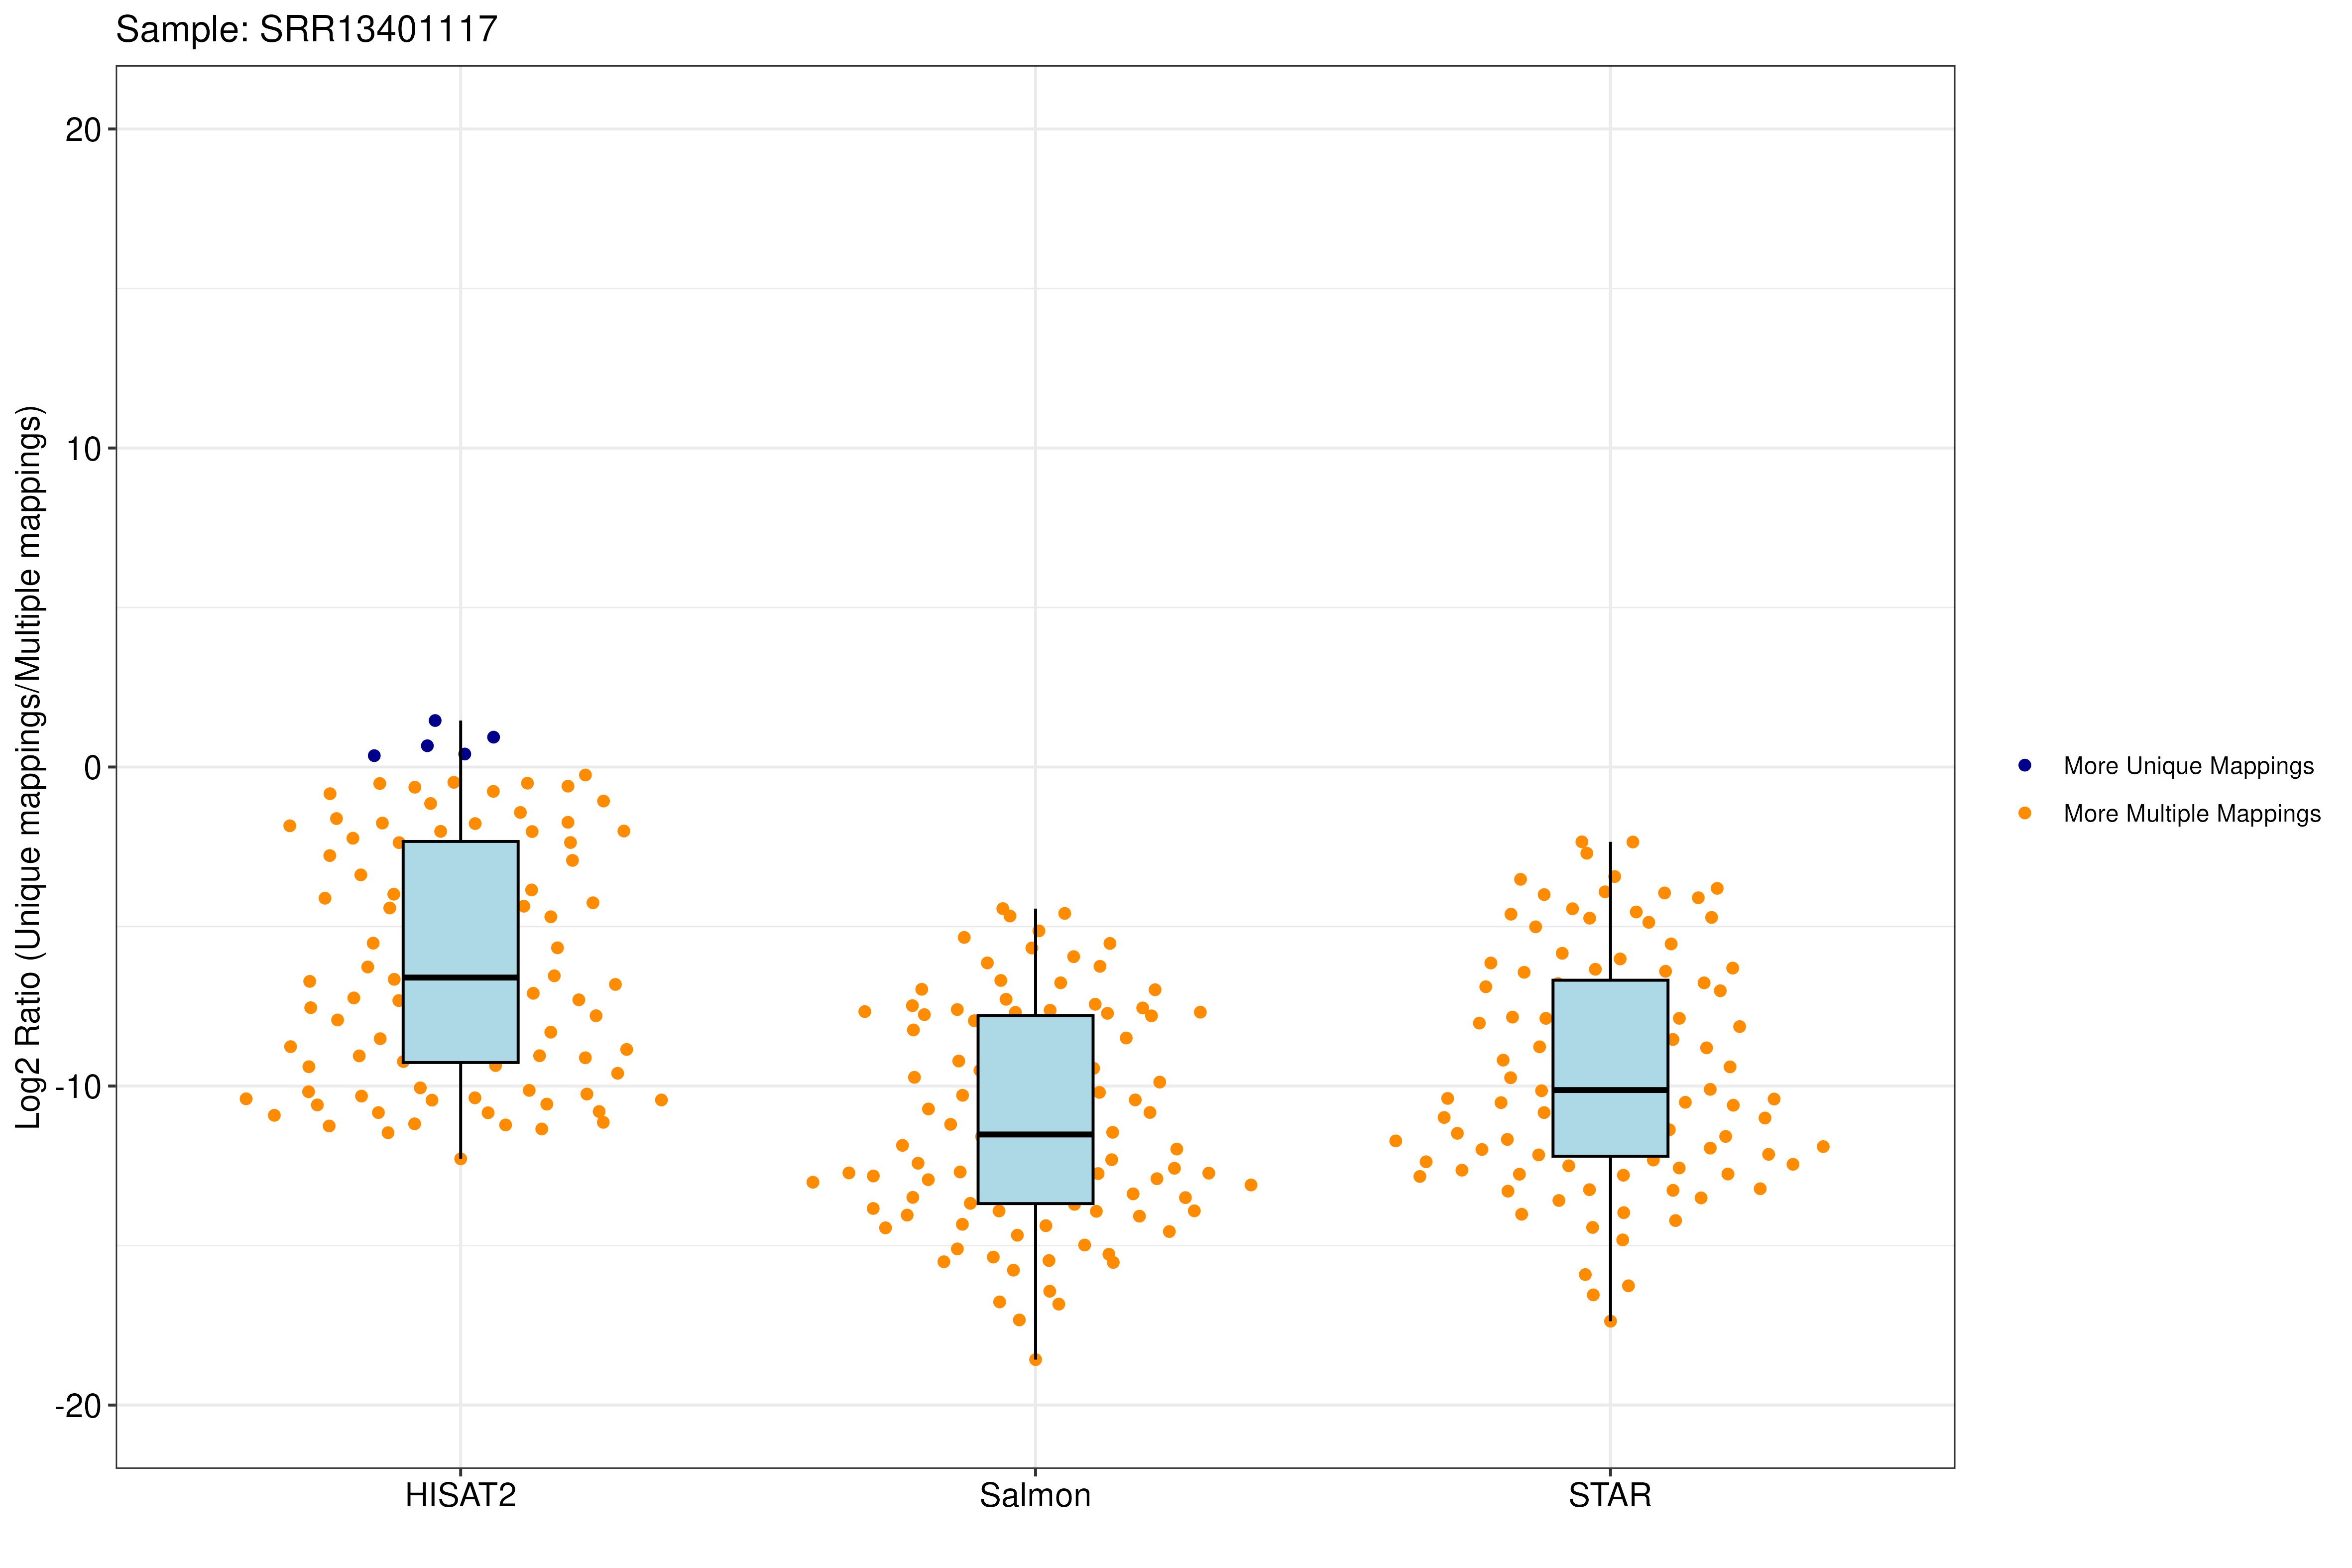 Sample: SRR13401117
Log2 Ratio (Unique mappings/Multiple mappings)
20
10
0
-10
-20
HISAT2
Salmon
STAR
More Unique Mappings
More Multiple Mappings